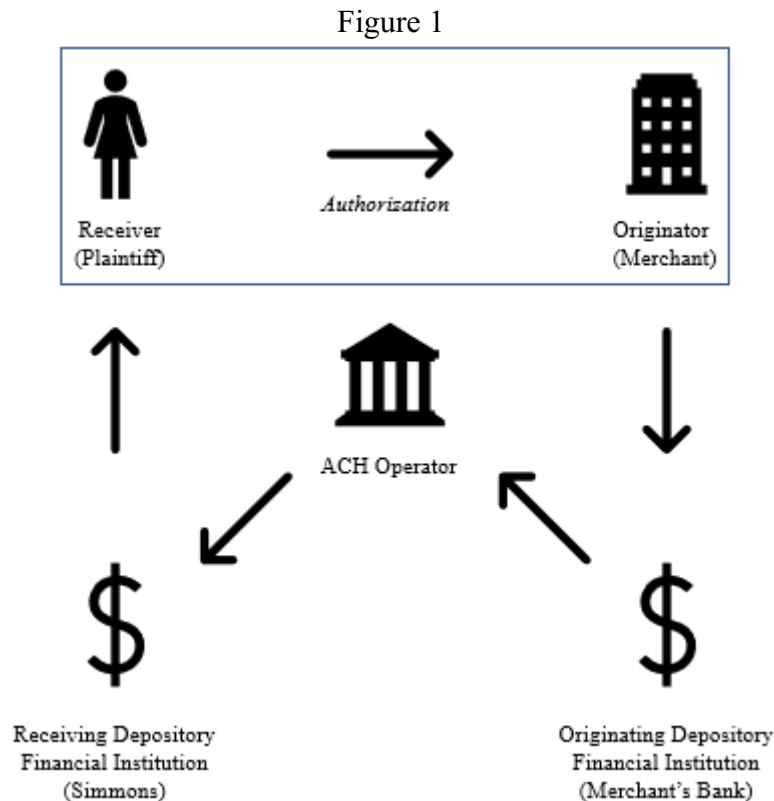 Figure 1
Authorization
Receiver
(Plaintiff)
Originator
(Merchant)
ACH Operator
Receiving Depository
Financial Institution
(Simmons)
Originating Depository
Financial Institution
(Merchant's Bank)